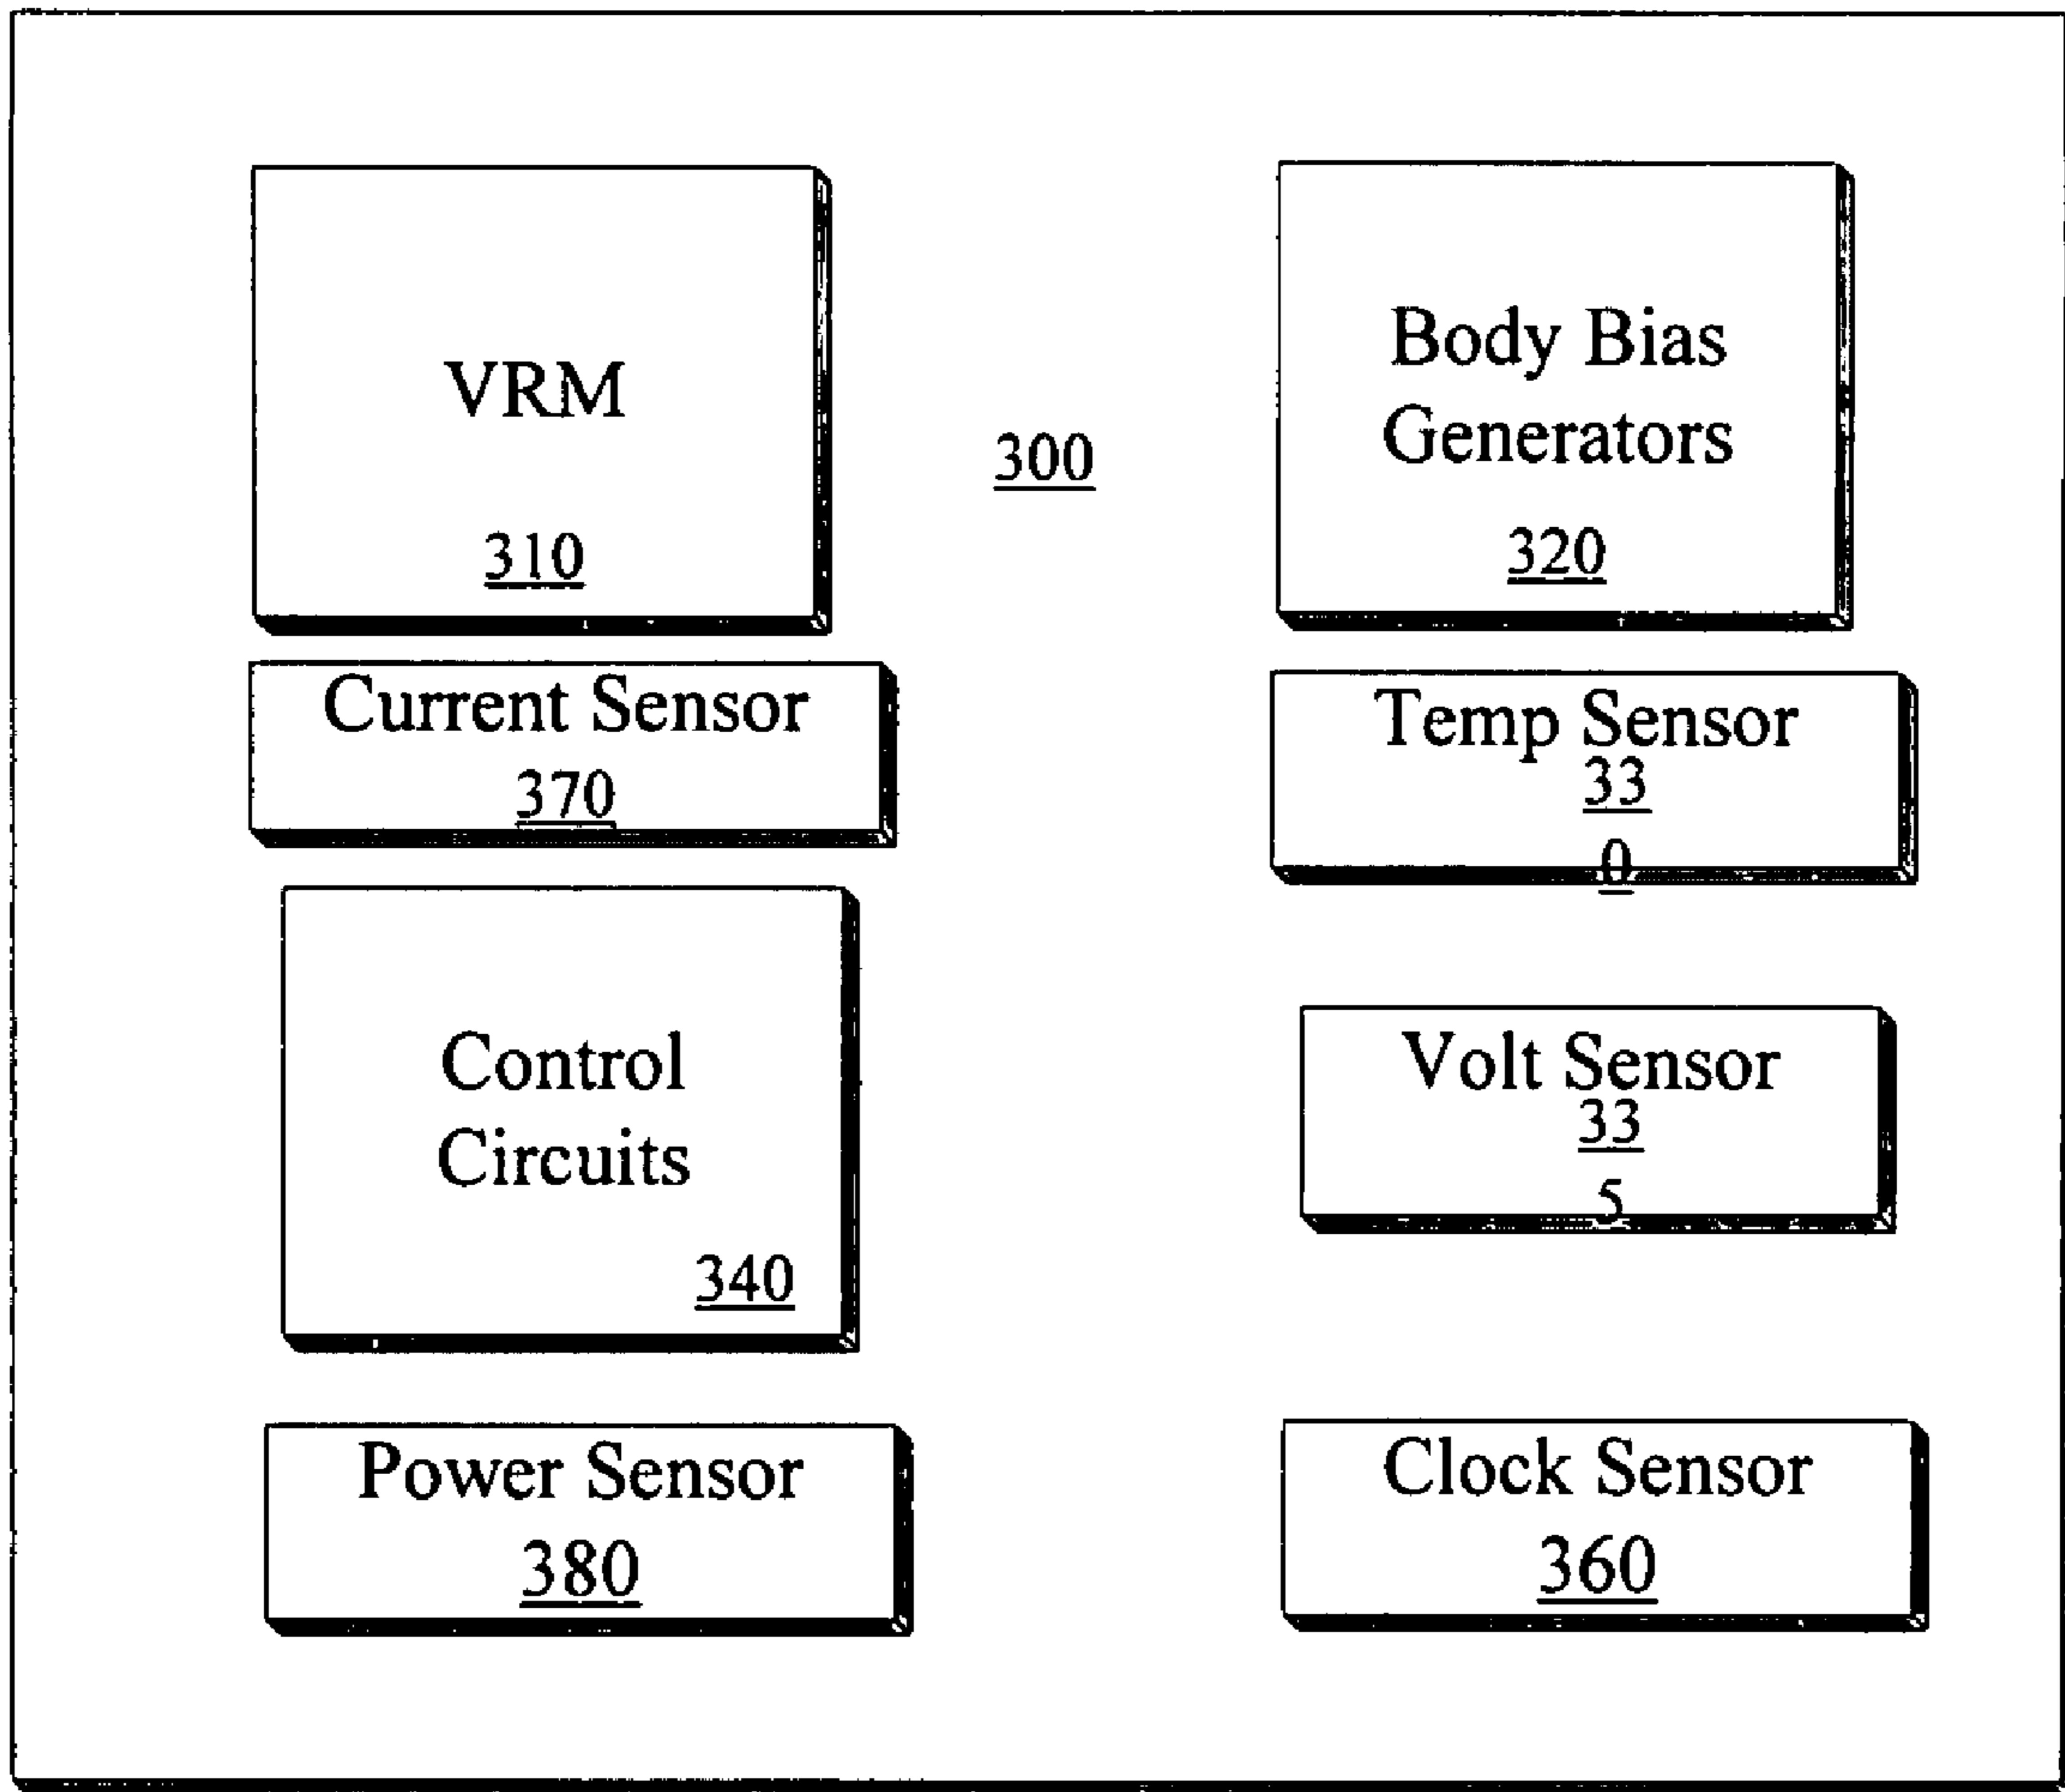 VRM
310
300
Body Bias
Generators
320
Current Sensor
370
Temp Sensor
33
0
Control
Circuits
340
Volt Sensor
33
5
Power Sensor
380
Clock Sensor
360